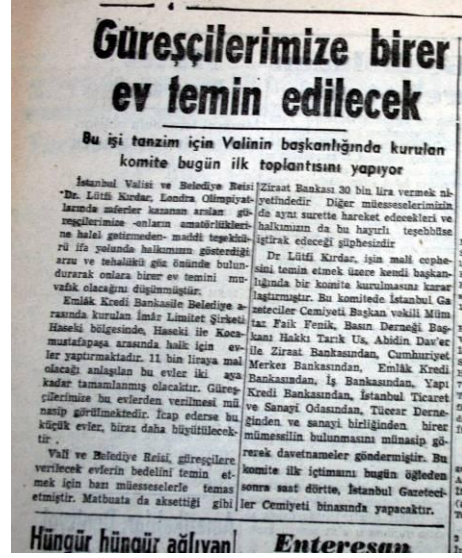 Güreşçilerimize birer
ev temin edilecek
Bu işi tanzim için Valinin başkanlığında kurulan
komite bugün ilk toplantısını yapıyor
İstanbul Valisi ve Belediye Reisi
Dr. Lûtfi Kırdar, Londra Olimpiyat-
larında zaferler kazanan arslan gü-
reşçilerimize -onların amatörlükleri-
ne halel getirmeden- maddî teşekkü-
rü ifa yolunda halkımızın gösterdiği
arzu ve tehalükü göz önünde bulun-
durarak onlara birer ev temini mu-
vafık olacağını düşünmüştür.
Emlâk Kredi Bankasile Belediye a-
rasında kurulan İmâr Limitet Şirketi
Haseki bölgesinde, Haseki ile Koca-
mustafapaşa arasında halk için ev-
ler yaptırmaktadır. 11 bin liraya mal
olacağı anlaşılan bu evler iki aya
kadar tamamlanmış olacaktır. Güreş-
çilerimize bu evlerden verilmesi mü
nasip görülmektedir. İcap ederse bu
küçük evler, biraz daha büyütülecek-
tir.
Vali ve Belediye Reisi, güreşçilere
verilecek evlerin bedelini temin et-
mek için bazı müesseselerle temas
etmiştir. Matbuata da aksettiği gibi
Ziraat Bankası 30 bin lira vermek ni-
yetindedir Diğer müesseselerimizin
de aynı surette hareket edecekleri ve
halkımızın da bu hayırlı teşebbüse
iştirak edeceği şüphesizdir
Dr Lûtfi Kırdar, işin malî cephe-
sini temin etmek üzere kendi başkan-
lığında bir komite kurulmasını karar
laştırmıştır. Bu komitede İstanbul Ga
zeteciler Cemiyeti Başkan vekili Müm
taz Faik Fenik, Basın Derneği Baş-
kanı Hakkı Tarık Us, Abidin Dav'er
ile Ziraat Bankasından, Cumhuriyet
Merkez Bankasından, Emlâk Kredi
Bankasından, İş Bankasından, Yapı
Kredi Bankasından, İstanbul Ticaret
ve Sanayi Odasından, Tüccar Derne-
ğinden ve sanayi birliğinden birer
mümessilin bulunmasını münasip gö-
rerek davetnameler göndermiştir. Bu
komite ilk içtimaını bugün öğleden
sonra saat dörtte, İstanbul Gazeteci-
ler Cemiyeti binasında yapacaktır.
Hüngür hüngür ağlıyan
Enteresan